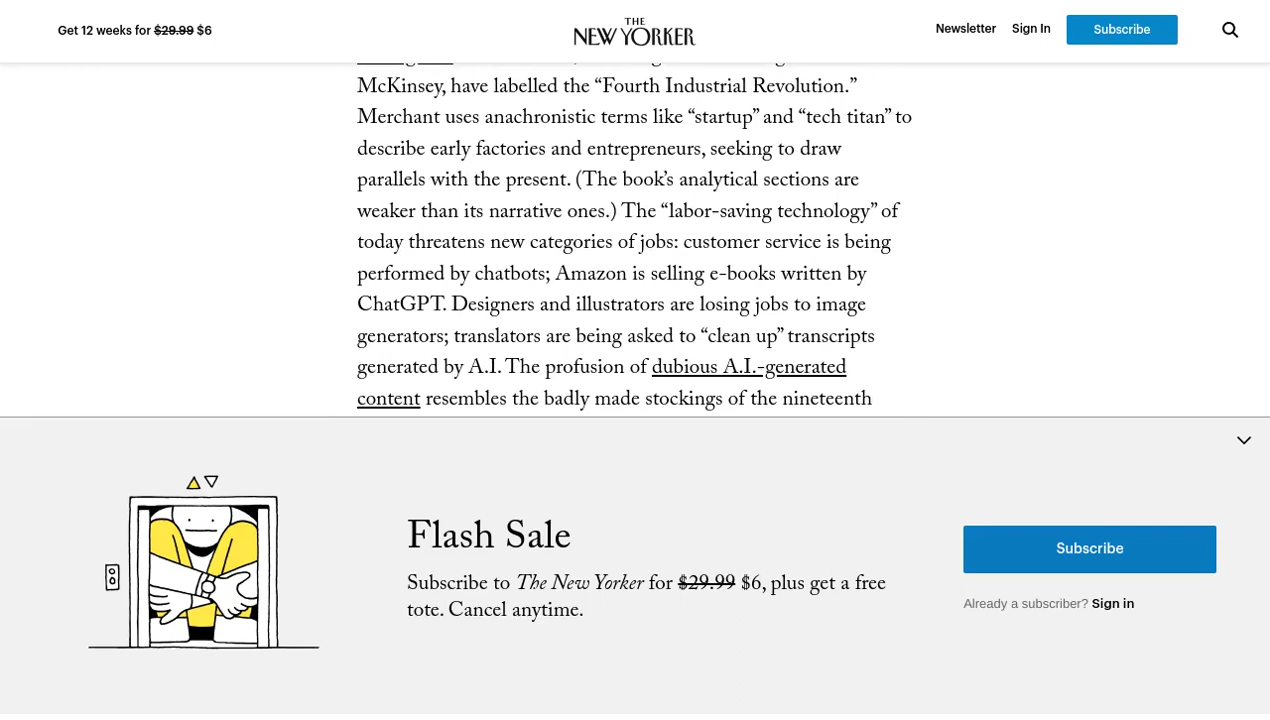 Get 12 weeks for $29.99 $6
THE
NEW YORKER
Newsletter
Sign In
Subscribe
McKinsey, have labelled the “Fourth Industrial Revolution.”
Merchant uses anachronistic terms like “startup” and “tech titan” to
describe early factories and entrepreneurs, seeking to draw
parallels with the present. (The book’s analytical sections are
weaker than its narrative ones.) The “labor-saving technology” of
today threatens new categories of jobs: customer service is being
performed by chatbots; Amazon is selling e-books written by
ChatGPT. Designers and illustrators are losing jobs to image
generators; translators are being asked to “clean up” transcripts
generated by A.I. The profusion of dubious A.I.-generated
content resembles the badly made stockings of the nineteenth
Flash Sale
Subscribe to The New Yorker for $29.99 $6, plus get a free
tote. Cancel anytime.
Subscribe
Already a subscriber? Sign in